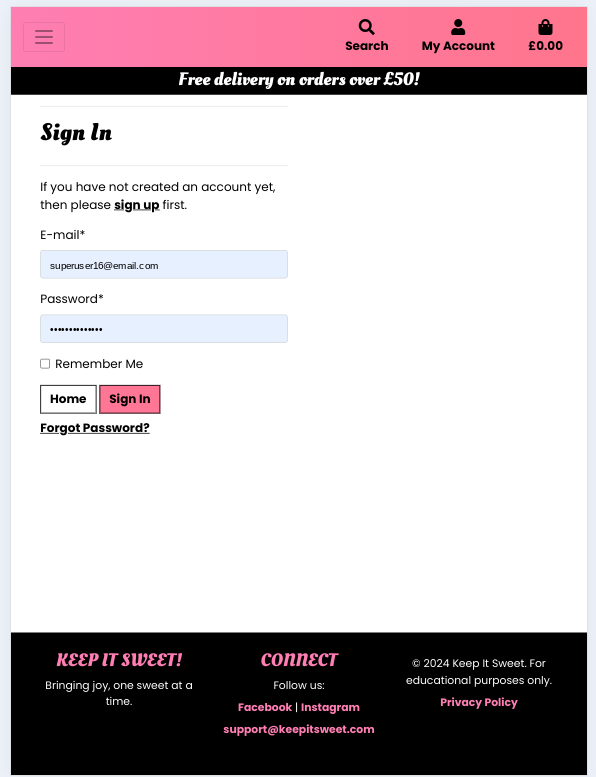 Search
My Account
£0.00
Free delivery on orders over £50!
Sign In
If you have not created an account yet,
then please sign up first.
E-mail*
superuser16@email.com
Password*
••••••••••••••
Remember Me
Home
Sign In
Forgot Password?
KEEP IT SWEET!
Bringing joy, one sweet at a
time.
CONNECT
Follow us:
Facebook | Instagram
support@keepitsweet.com
© 2024 Keep It Sweet. For
educational purposes only.
Privacy Policy